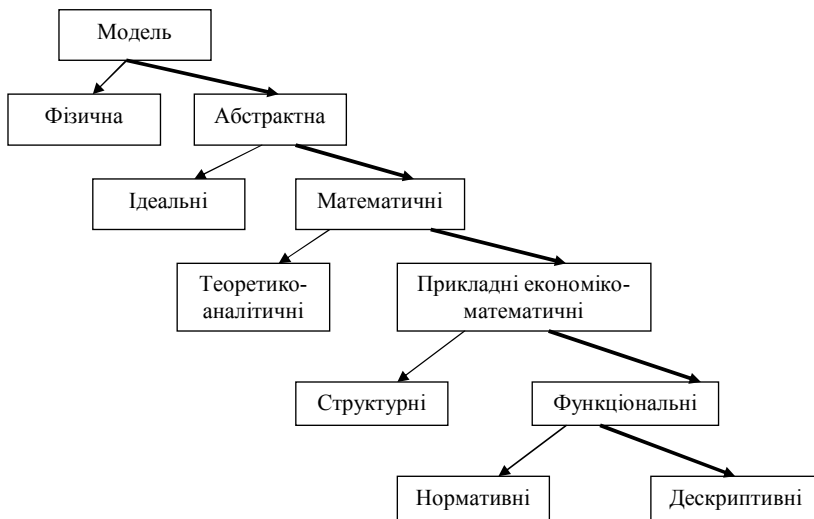 Модель
Фізична
Абстрактна
Ідеальні
Математичні
Теоретико-
аналітичні
Прикладні економіко-
математичні
Структурні
Функціональні
Нормативні
Дескриптивні